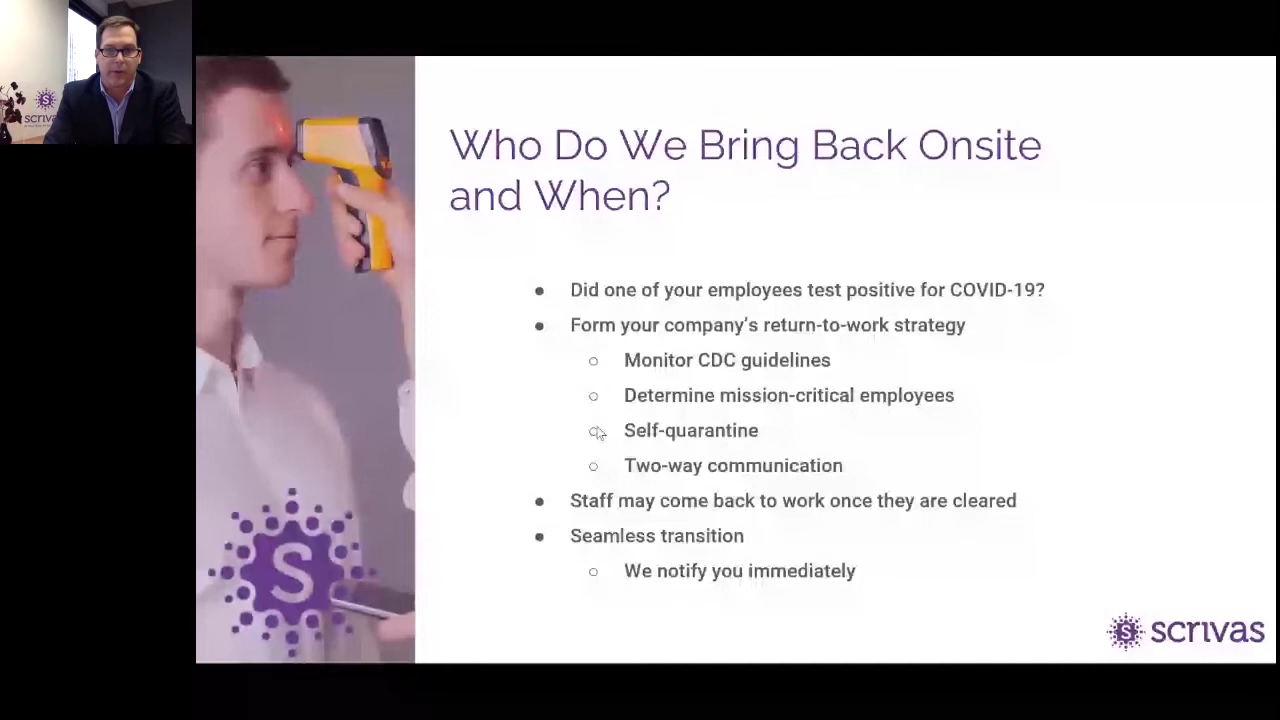 S
scrivas
Who Do We Bring Back Onsite
and When?
Did one of your employees test positive for COVID-19?
Form your company's return-to-work strategy
Monitor CDC guidelines
Determine mission-critical employees
Self-quarantine
Two-way communication
Staff may come back to work once they are cleared
Seamless transition
We notify you immediately
S
S scrivas